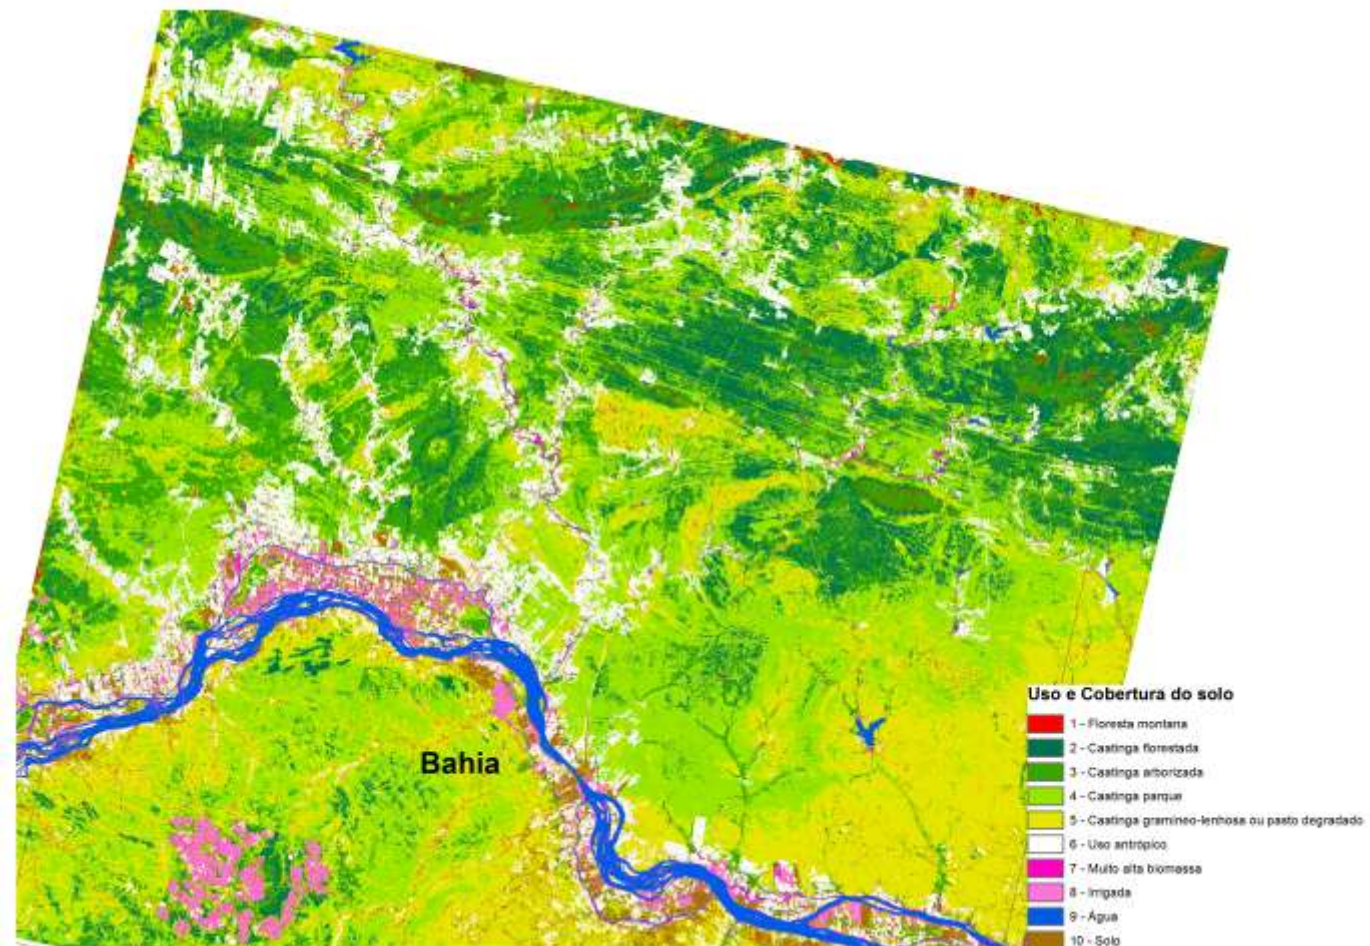 Bahia
Uso e Cobertura do solo
1 - Floresta montana
2 - Caatinga florestada
3 - Caatinga arborizada
4 - Caatinga parque
5 - Caatinga gramineo-lenhosa ou pasto degradado
6 - Uso antrópico
7 - Muito alta biomassa
8 - Irrigada
9 - Água
10 - Solo